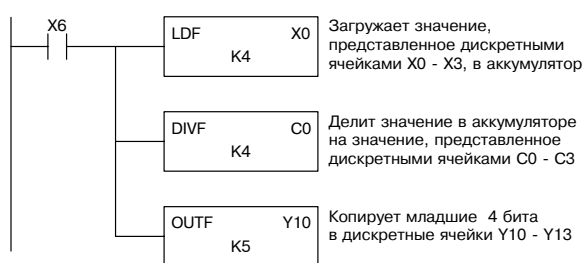 X6
LDF X0
K4
Загружает значение,
представленное дискретными
ячейками X0 - X3, в аккумулятор
DIVF C0
K4
Делит значение в аккумуляторе
на значение, представленное
дискретными ячейками C0 - C3
OUTF Y10
K5
Копирует младшие 4 бита
в дискретные ячейки Y10 - Y13